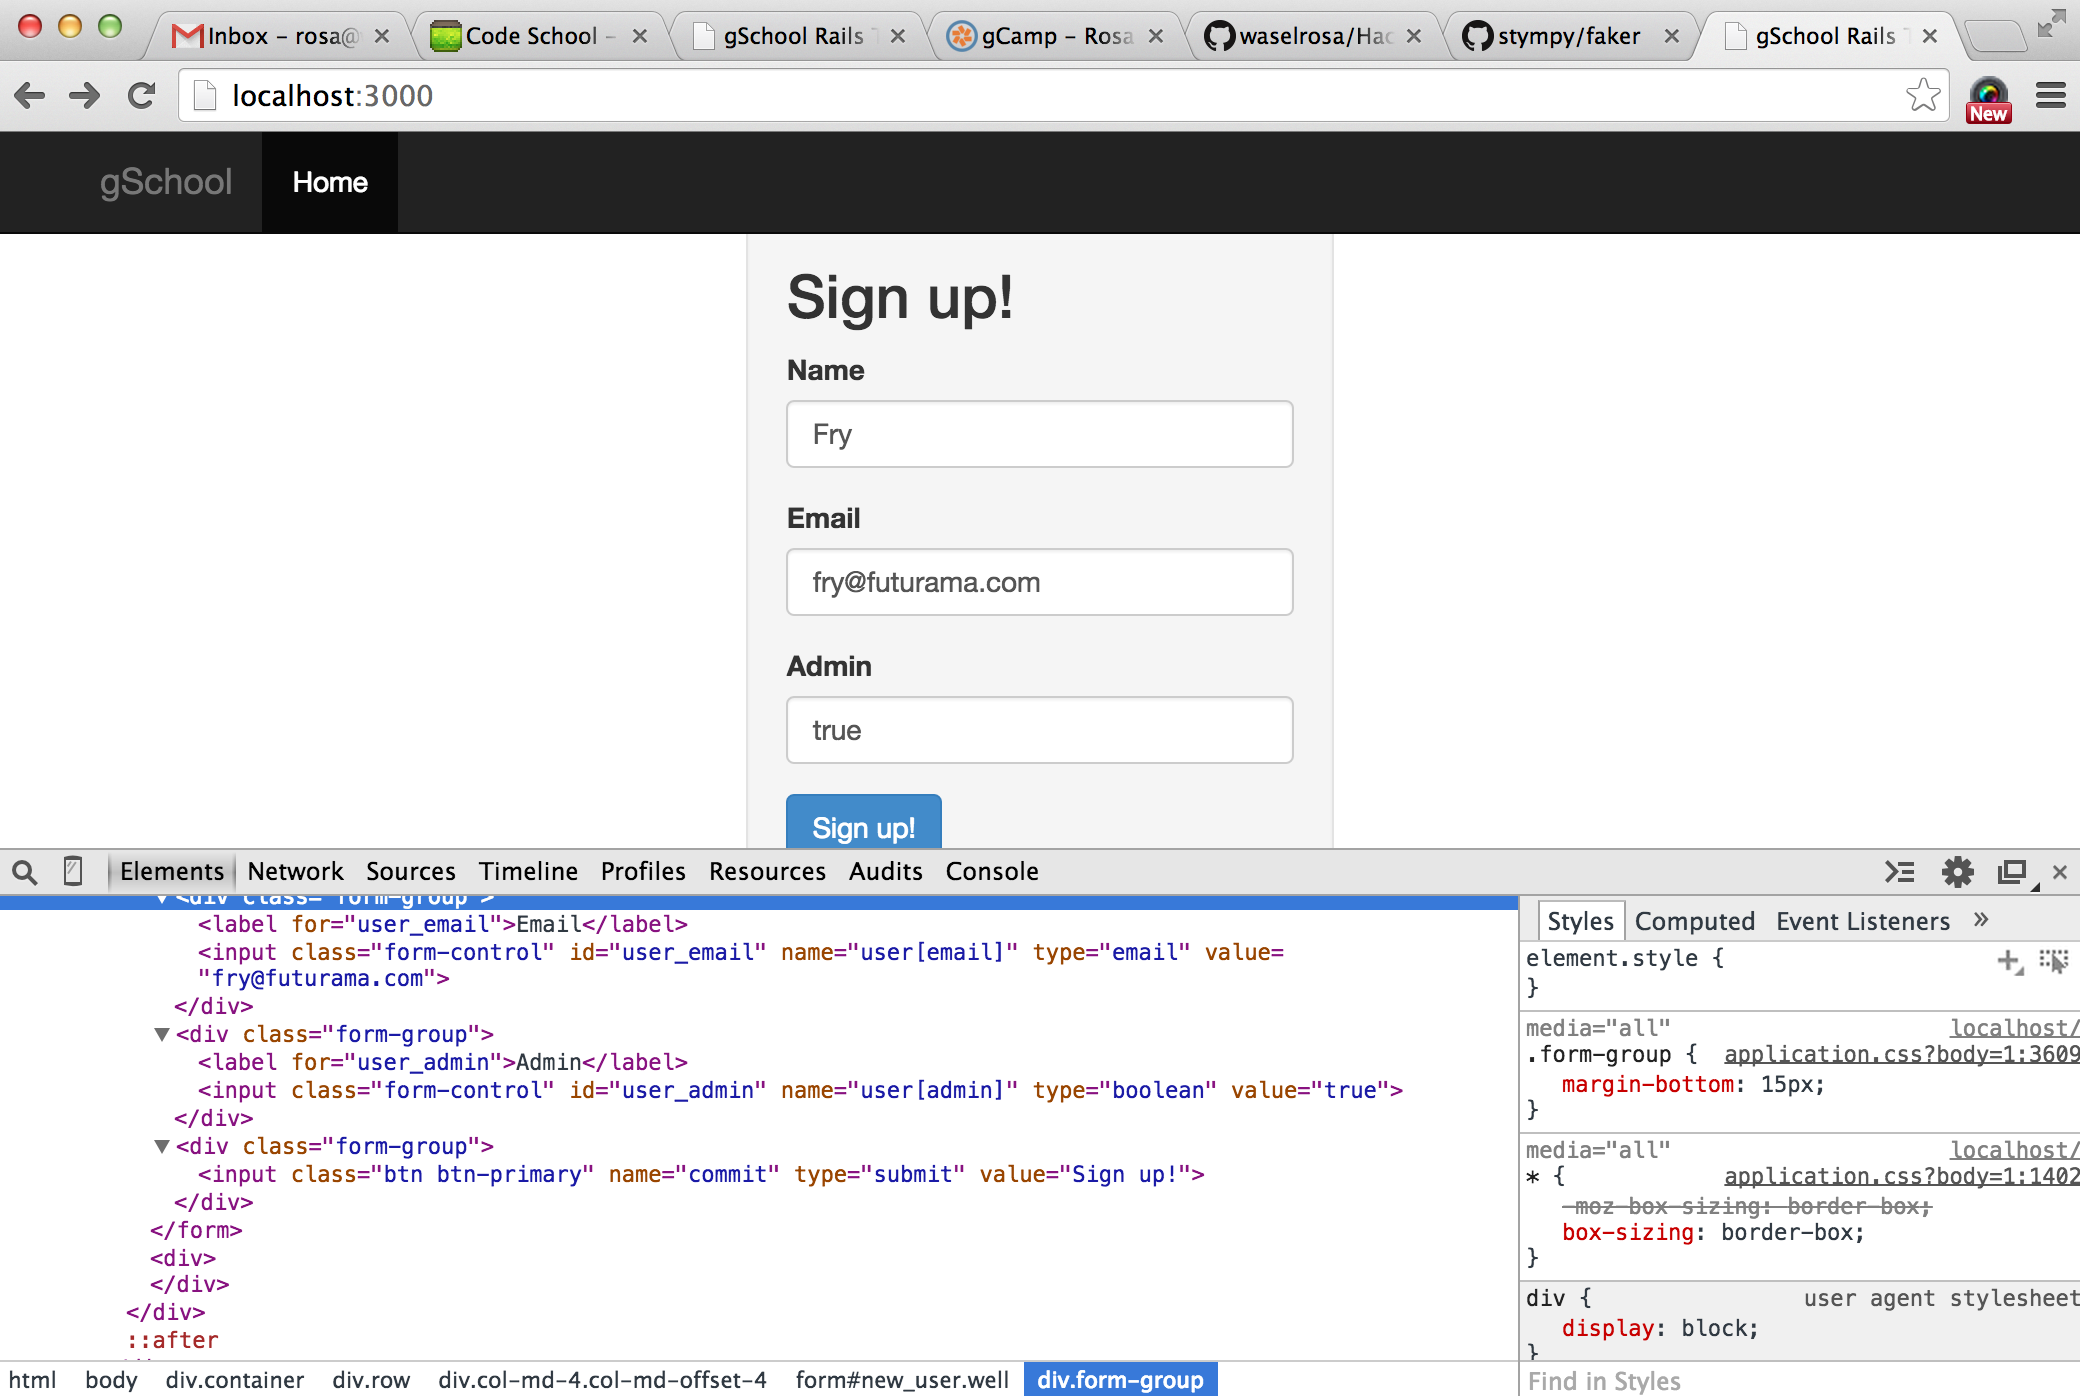 Inbox – rosa@
Code School –
gSchool Rails T
gCamp – Rosa
waselrosa/Hac
stympy/faker
gSchool Rails T
localhost:3000
New
gSchool
Home
Sign up!
Name
Fry
Email
fry@futurama.com
Admin
true
Sign up!
Elements Network Sources Timeline Profiles Resources Audits Console
<div class="form-group">
<label for="user_email">Email</label>
<input class="form-control" id="user_email" name="user[email]" type="email" value=
"fry@futurama.com">
</div>
<div class="form-group">
<label for="user_admin">Admin</label>
<input class="form-control" id="user_admin" name="user[admin]" type="boolean" value="true">
</div>
<div class="form-group">
<input class="btn btn-primary" name="commit" type="submit" value="Sign up!">
</div>
</form>
<div>
</div>
</div>
::after
html body div.container div.row div.col-md-4.col-md-offset-4 form#new_user.well div.form-group
Styles Computed Event Listeners »
element.style {
}
media="all" localhost/
.form-group { application.css?body=1:3609
margin-bottom: 15px;
}
media="all" localhost/
* { application.css?body=1:1402
-moz-box-sizing: border-box;
box-sizing: border-box;
}
div { user agent stylesheet
display: block;
}
Find in Styles